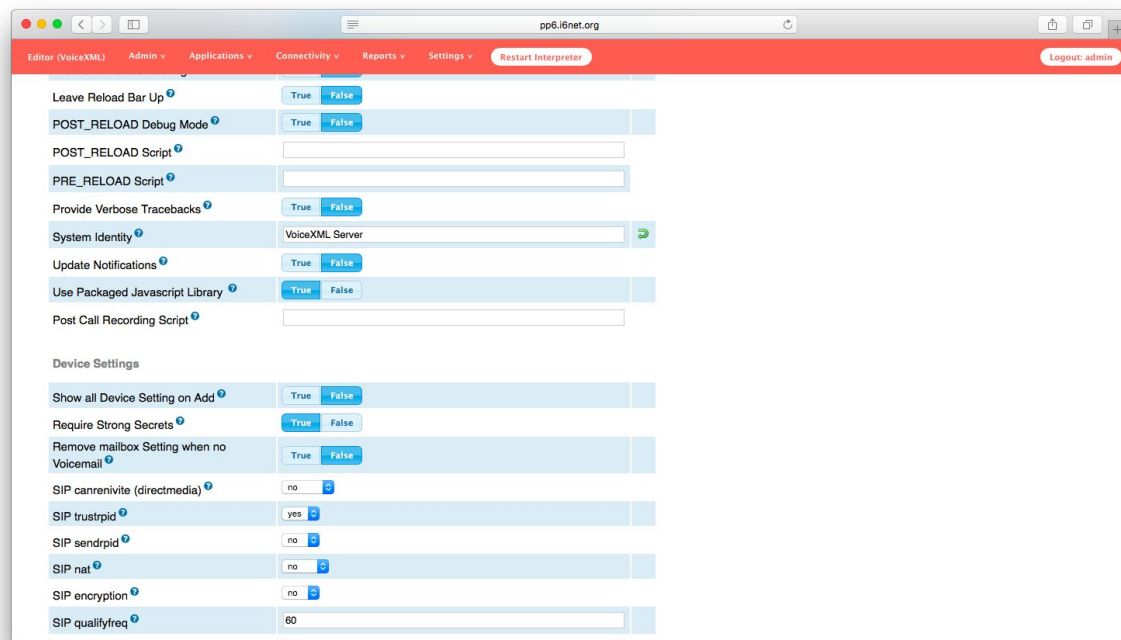 pp6.i6net.org
Editor (VoiceXML) Admin Applications Connectivity Reports Settings Restart Interpreter Logout: admin
Leave Reload Bar Up True False
POST_RELOAD Debug Mode True False
POST_RELOAD Script
PRE_RELOAD Script
Provide Verbose Tracebacks True False
System Identity VoiceXML Server
Update Notifications True False
Use Packaged Javascript Library True False
Post Call Recording Script
Device Settings
Show all Device Setting on Add True False
Require Strong Secrets True False
Remove mailbox Setting when no
Voicemail True False
SIP canrenivite (directmedia) no
SIP trustrpid yes
SIP sendrpid no
SIP nat no
SIP encryption no
SIP qualifyfreq 60